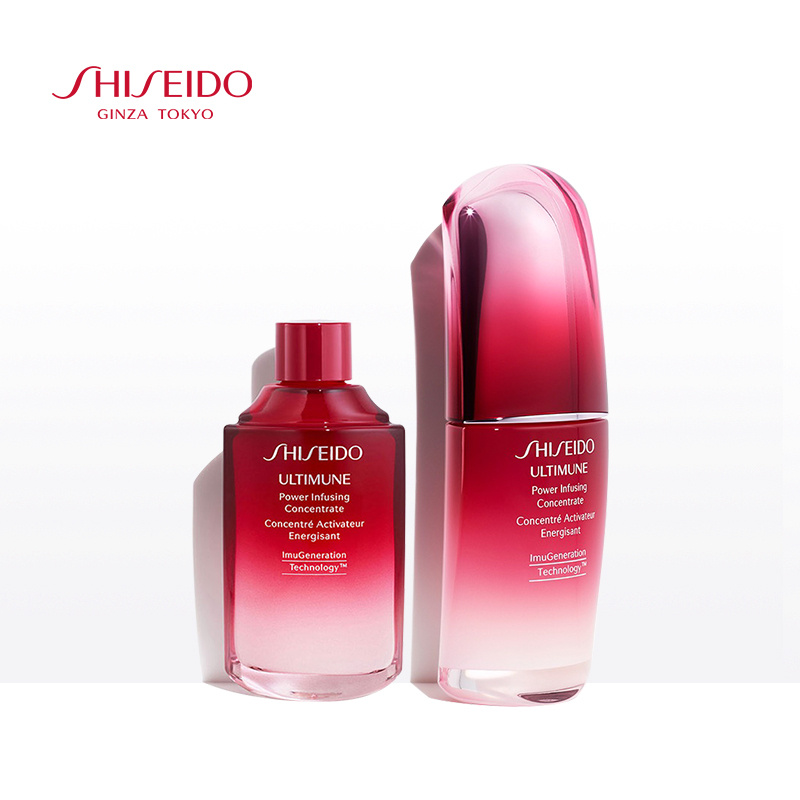 SHISEIDO
GINZA TOKYO
SHISEIDO
ULTIMUNE
Power Infusing
Concentrate
Concentré Activateur
Energisant
ImuGeneration
Technology™
SHISEIDO
ULTIMUNE
Power Infusing
Concentrate
Concentré Activateur
Energisant
ImuGeneration
Technology™